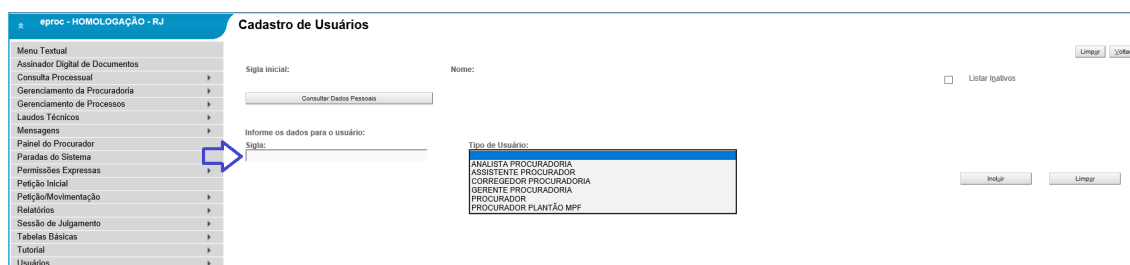 eproc - HOMOLOGAÇÃO - RJ
Cadastro de Usuários
Menu Textual
Assinador Digital de Documentos
Consulta Processual
Gerenciamento da Procuradoria
Gerenciamento de Processos
Laudos Técnicos
Mensagens
Painel do Procurador
Paradas do Sistema
Permissões Expressas
Petição Inicial
Petição/Movimentação
Relatórios
Sessão de Julgamento
Tabelas Básicas
Tutorial
Usuários
Limpar Volta
Sigla inicial: Nome:
Listar Inativos
Consultar Dados Pessoais
Informe os dados para o usuário:
Sigla: Tipo de Usuário:
ANALISTA PROCURADORIA
ASSISTENTE PROCURADOR
CORREGEDOR PROCURADORIA
GERENTE PROCURADORIA
PROCURADOR
PROCURADOR PLANTÃO MPF
Incluir Limpar